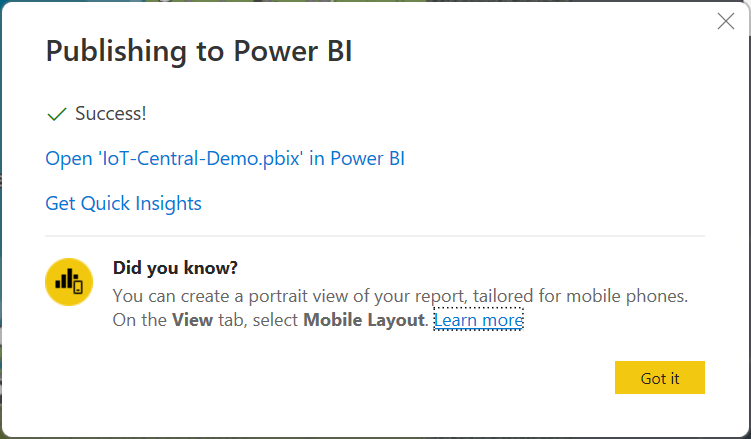 Publishing to Power BI
Success!
Open 'IoT-Central-Demo.pbix' in Power BI
Get Quick Insights
Did you know?
You can create a portrait view of your report, tailored for mobile phones.
On the View tab, select Mobile Layout. Learn more
Got it